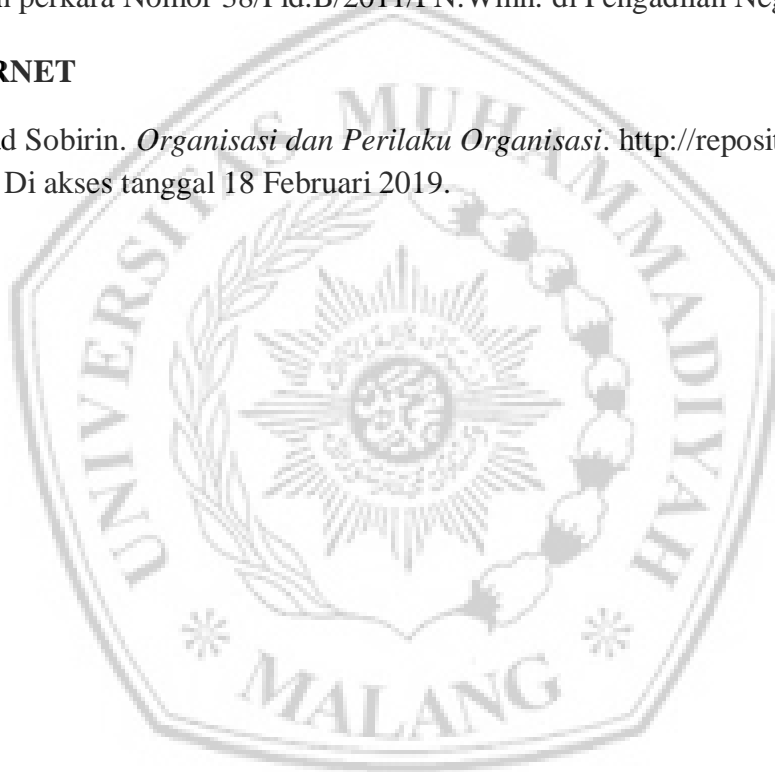 perkara Nomor 38/Pid.B/2011/PN.Wmn. di Pengadilan Neg
RNET
d Sobirin. Organisasi dan Perilaku Organisasi. http://reposit
Di akses tanggal 18 Februari 2019.
UNIVERSITAS MUHAMMADIYAH
MALANG